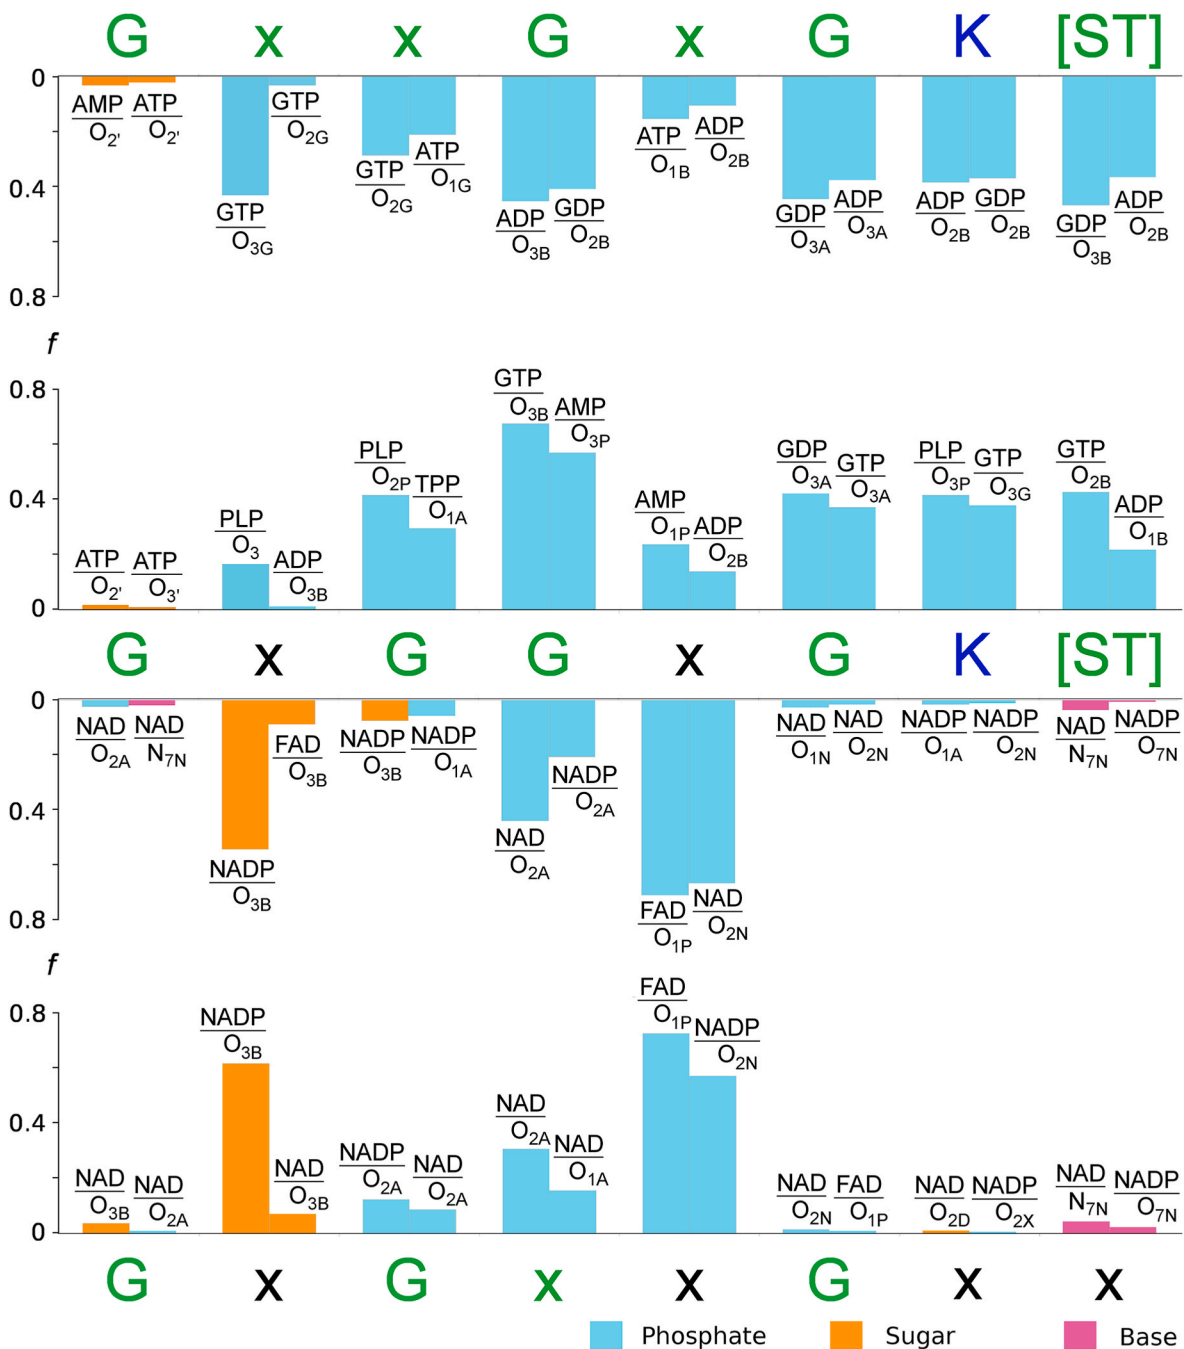 G x x G x G K [ST]
0
AMP ATP GTP
O2' O2' O2G
GTP
O3G
GTP ATP
O2G O1G
ADP GDP
O3B O2B
ATP ADP
O1B O2B
GDP ADP
O3A O3A
ADP GDP
O2B O2B
GDP ADP
O3B O2B
0.4
0.8
f
0.8
GTP AMP
O3B O3P
PLP TPP
O2P O1A
GDP GTP
O3A O3A
PLP GTP
O3P O3G
GTP ADP
O2B O1B
0.4
PLP ADP
O3 O3B
AMP ADP
O1P O2B
ATP ATP
O2' O3'
0
G x G G x G K [ST]
0
NAD NAD
O2A N7N
NADP FAD
O3B O3B
NADP NADP
O3B O1A
NAD NADP
O2A O2A
FAD NAD
O1P O2N
NAD NAD
O1N O2N
NADP NADP
O1A O2N
NAD NADP
N7N O7N
0.4
0.8
f
0.8
NADP NAD
O3B O3B
FAD NADP
O1P O2N
0.4
NAD NAD
O2A O1A
NADP NAD
O2A O2A
NAD NAD
O3B O2A
NAD FAD
O2N O1P
NAD NADP
O2D O2X
NAD NADP
N7N O7N
0
G x G x x G x x
Phosphate Sugar Base